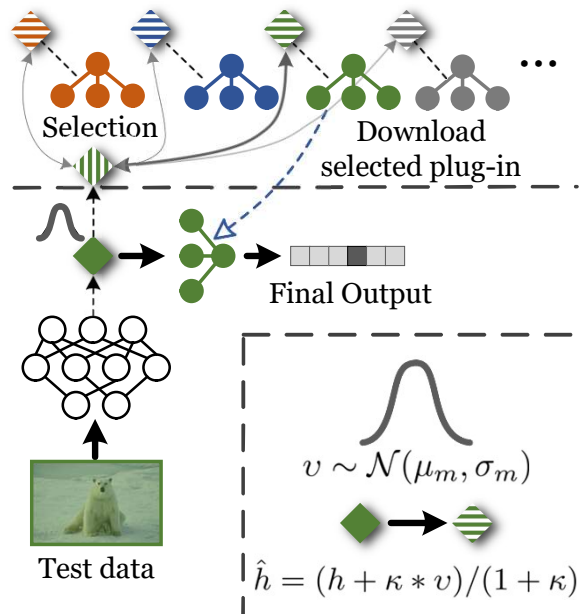 Selection
Download
selected plug-in
Final Output
υ ∼ 𝒩(μ_m, σ_m)
ĥ = (h + κ * υ)/(1 + κ)
Test data